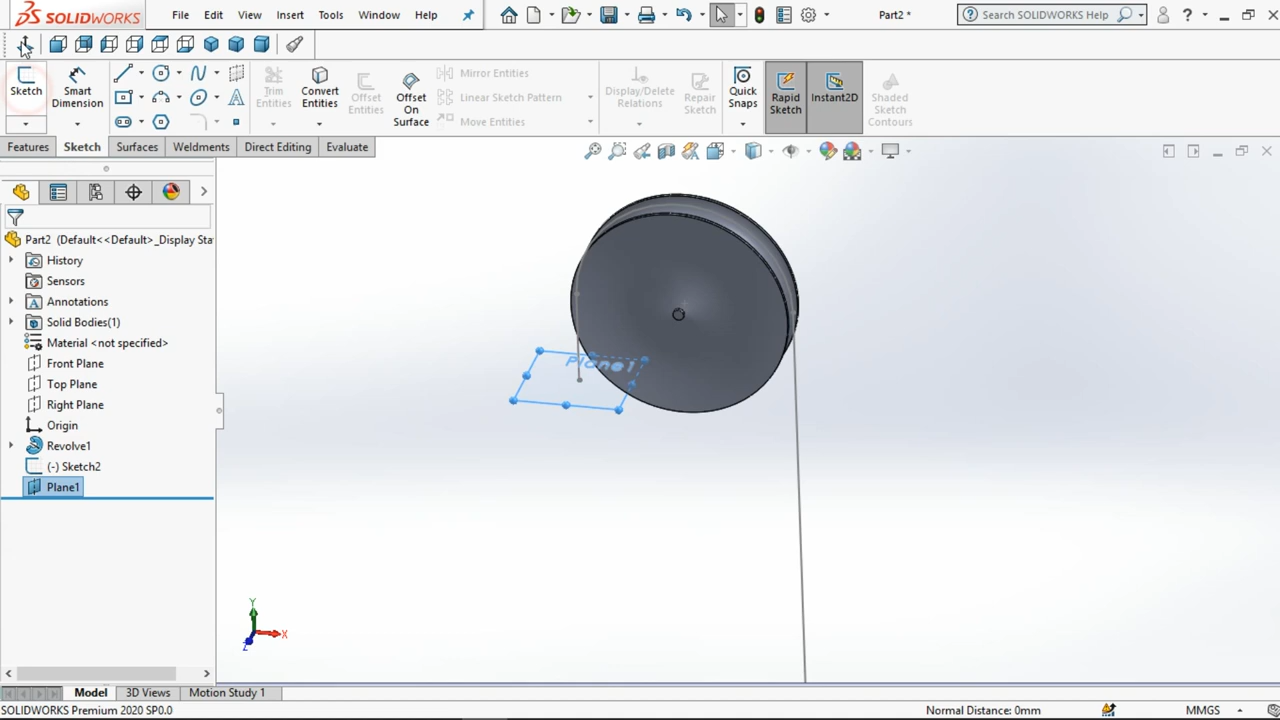 SOLIDWORKS
File Edit View Insert Tools Window Help
Part2 *
Search SOLIDWORKS Help
?
Sketch
Smart Dimension
Trim Entities
Convert Entities
Offset Entities
Offset On Surface
Mirror Entities
Linear Sketch Pattern
Move Entities
Display/Delete Relations
Repair Sketch
Quick Snaps
Rapid Sketch
Instant2D
Shaded Sketch Contours
Features Sketch Surfaces Weldments Direct Editing Evaluate
Part2 (Default<<Default>_Display Sta
History
Sensors
Annotations
Solid Bodies(1)
Material <not specified>
Front Plane
Top Plane
Right Plane
Origin
Revolve1
(-) Sketch2
Plane1
Plane1
Y
X
Z
Model 3D Views Motion Study 1
SOLIDWORKS Premium 2020 SP0.0
Normal Distance: 0mm
MMGS